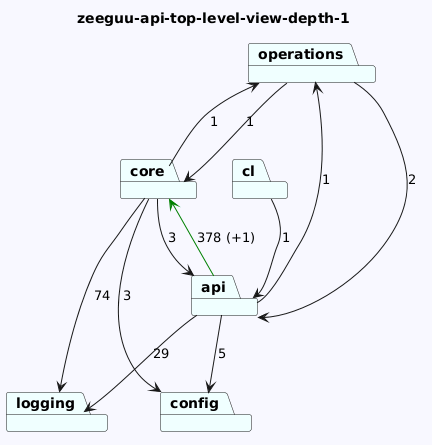 zeeguu-api-top-level-view-depth-1
operations
1
1
core
cl
3
378 (+1)
1
1
2
api
74
3
29
5
logging
config